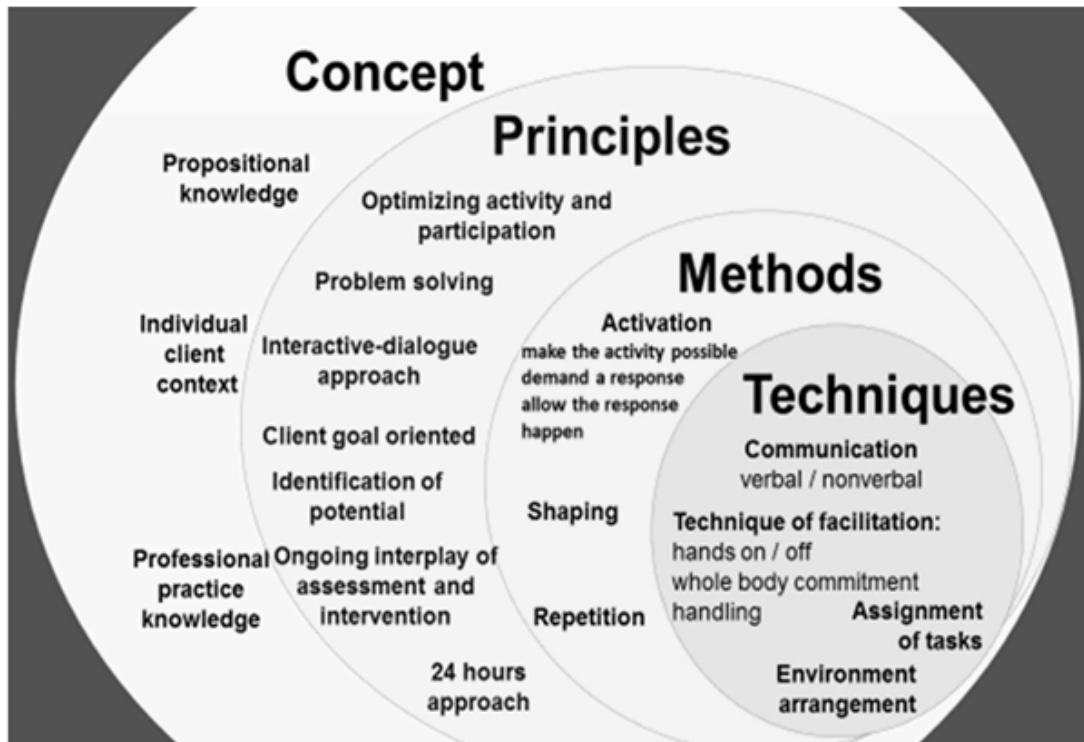 Concept
Propositional
knowledge
Individual
client
context
Professional
practice
knowledge
Principles
Optimizing activity and
participation
Problem solving
Interactive-dialogue
approach
Client goal oriented
Identification of
potential
Ongoing interplay of
assessment and
intervention
24 hours
approach
Methods
Activation
make the activity possible
demand a response
allow the response
happen
Shaping
Repetition
Techniques
Communication
verbal / nonverbal
Technique of facilitation:
hands on / off
whole body commitment
handling
Assignment
of tasks
Environment
arrangement